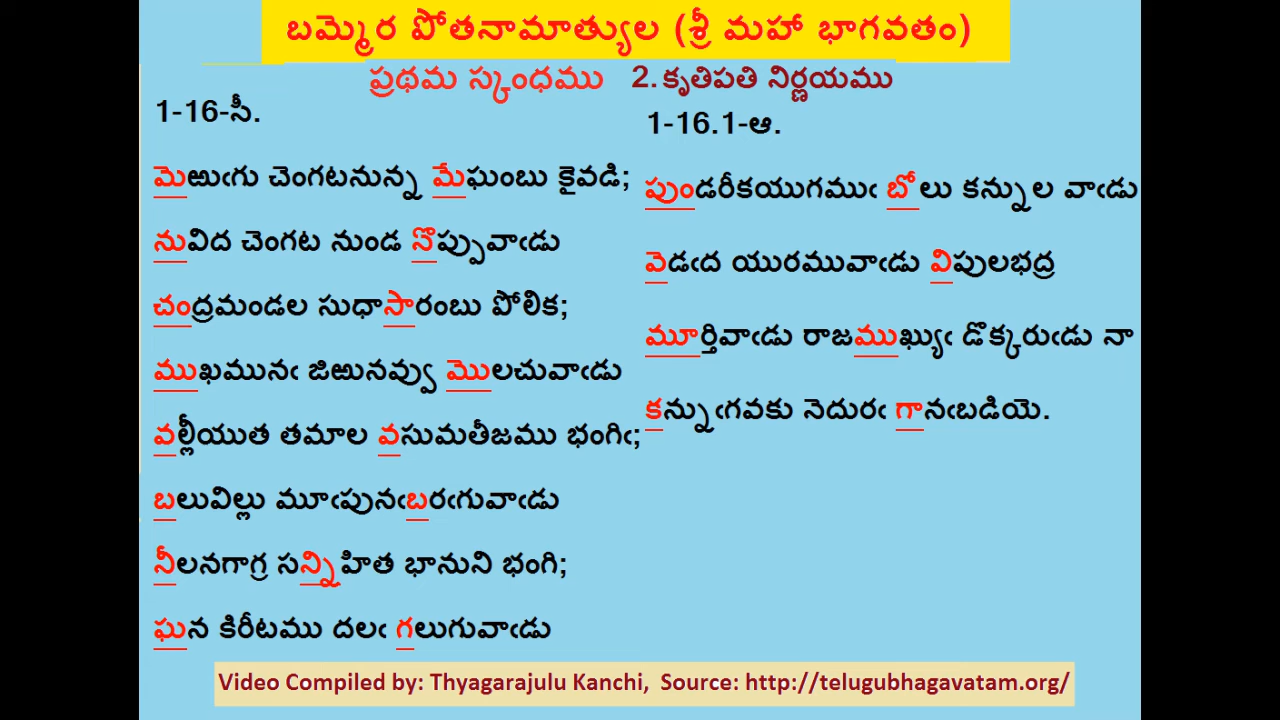 బమ్మెర పోతనామాత్యుల (శ్రీ మహా భాగవతం)
ప్రథమ స్కంధము 2.కృతిపతి నిర్ణయము
1-16-సీ.
మెఱుఁగు చెంగటనున్న మేఘంబు కైవడి;
నువిద చెంగట నుండ నొప్పువాఁడు
చంద్రమండల సుధాసారంబు పోలిక;
ముఖమునఁ జిఱునవ్వు మొలచువాఁడు
వల్లీయుత తమాల వసుమతీజము భంగిఁ;
బలువిల్లు మూఁపునఁబరఁగువాఁడు
నీలనగాగ్ర సన్నిహిత భానుని భంగి;
ఘన కిరీటము దలఁ గలుగువాఁడు
1-16.1-ఆ.
పుండరీకయుగముఁ బోలు కన్నుల వాఁడు
వెడఁద యురమువాఁడు విపులభద్ర
మూర్తివాఁడు రాజముఖ్యుఁ డొక్కరుఁడు నా
కన్నుఁగవకు నెదురఁ గానఁబడియె.
Video Compiled by: Thyagarajulu Kanchi, Source: http://telugubhagavatam.org/